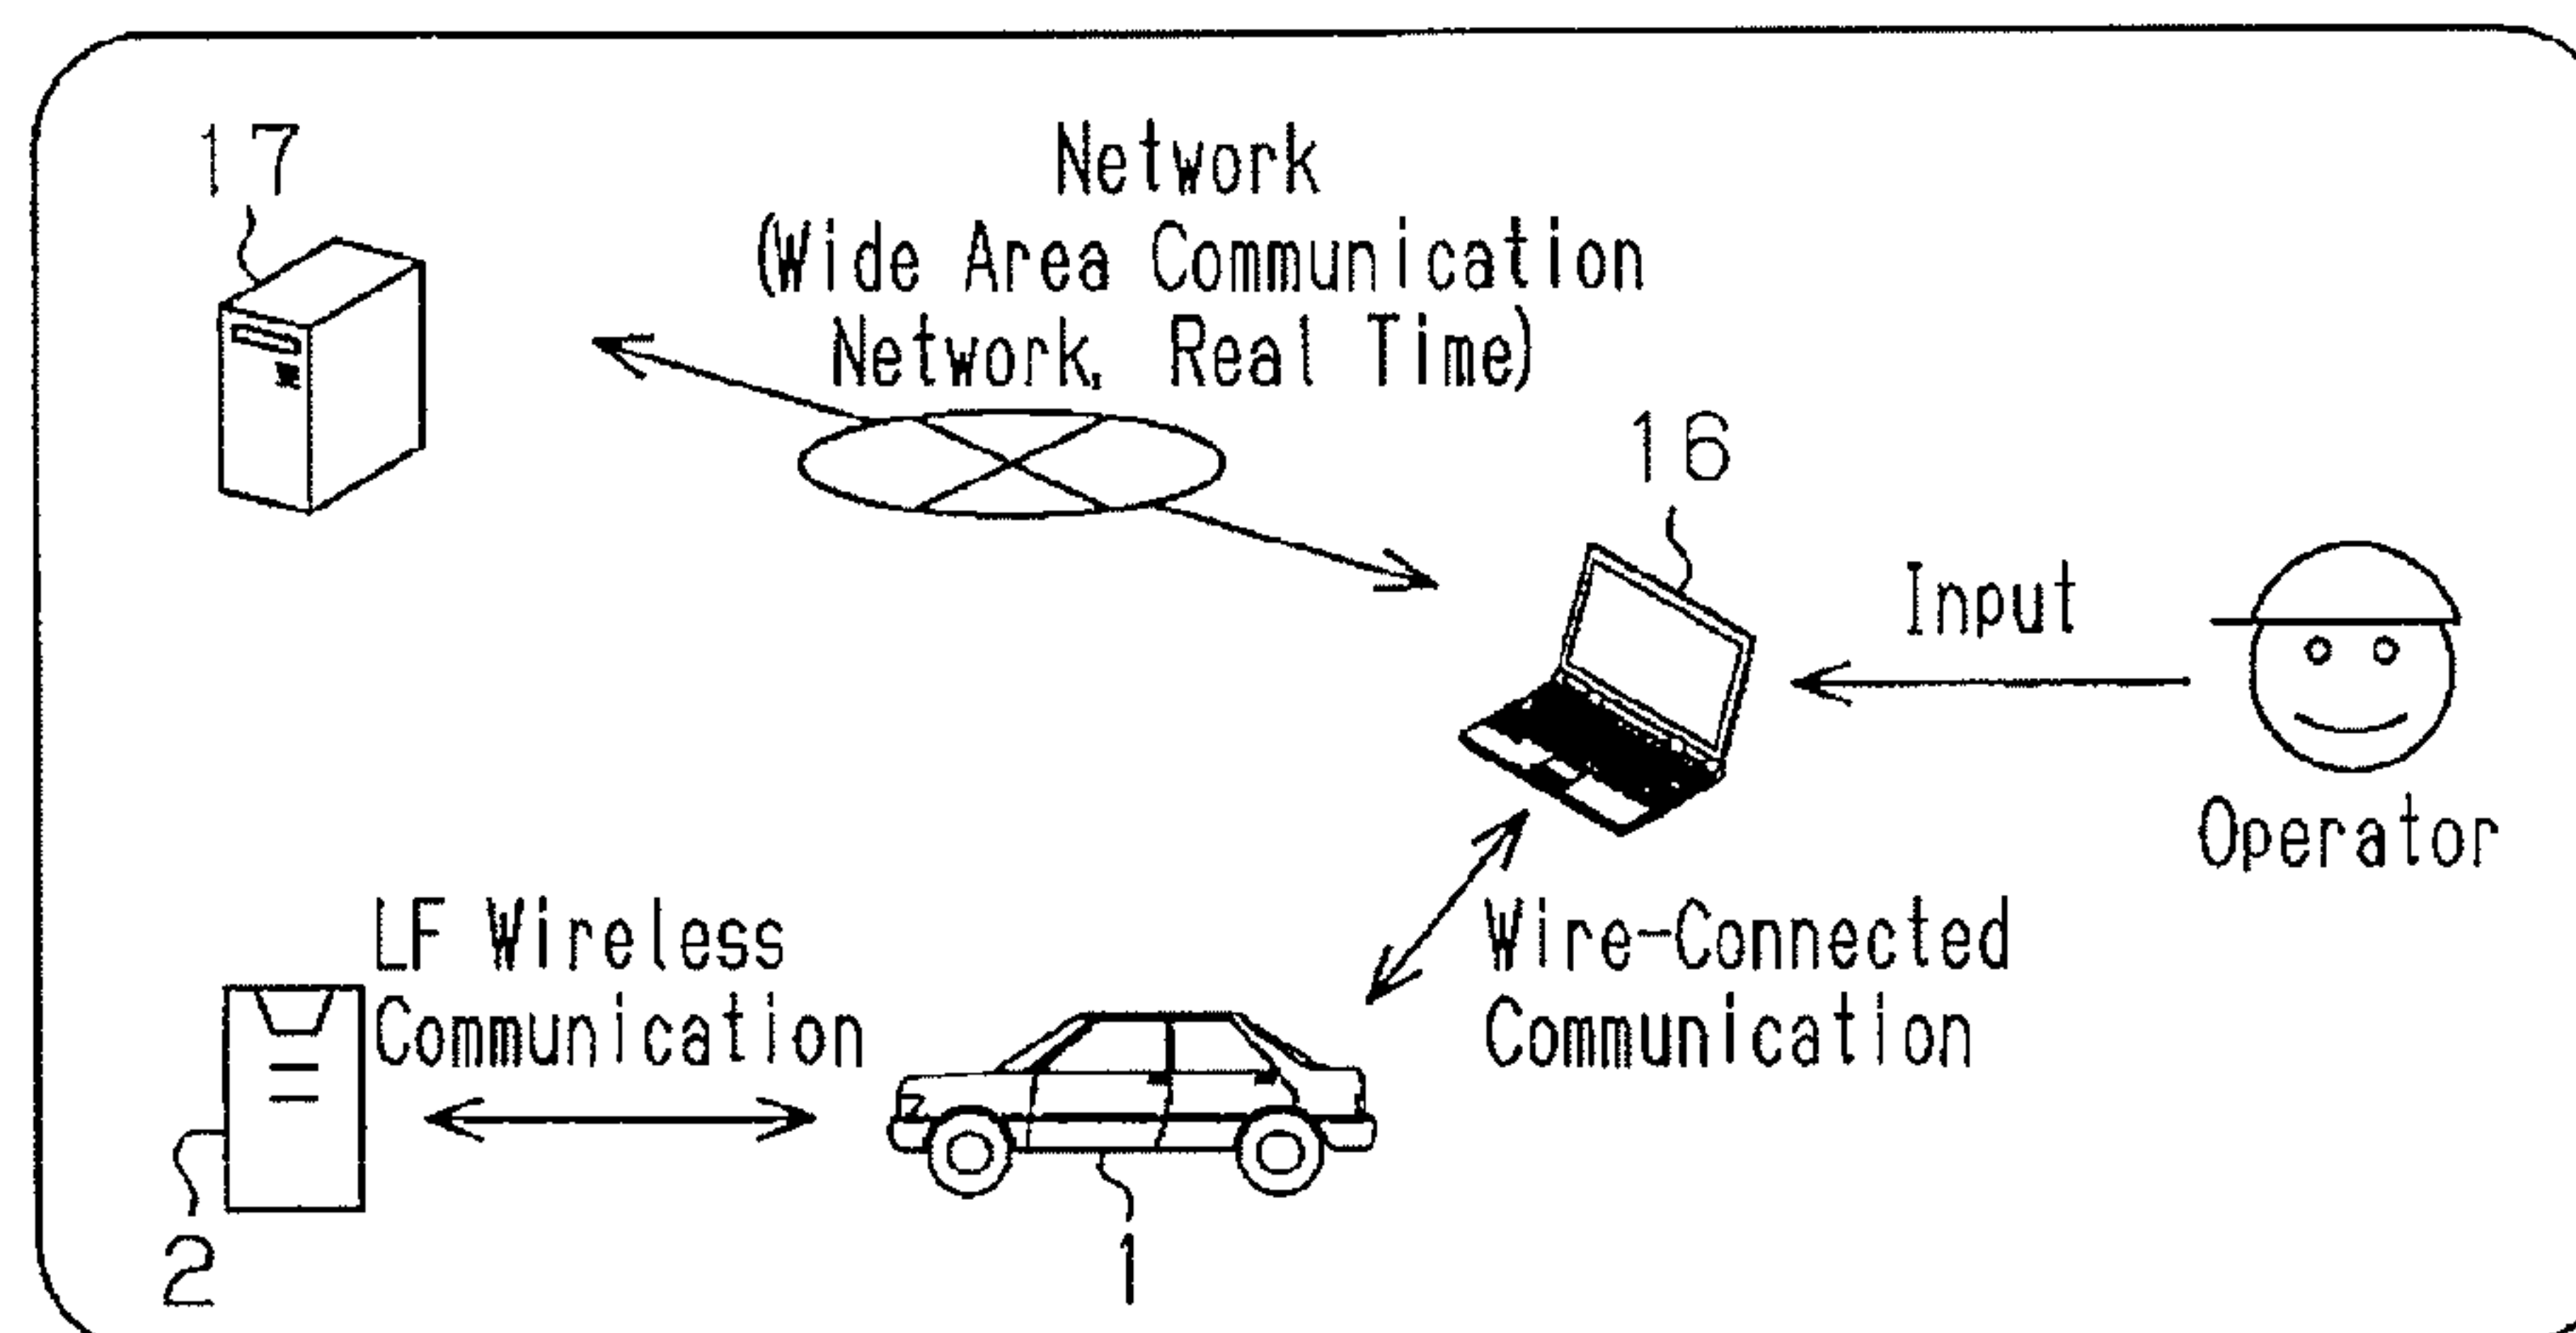 17
Network
(Wide Area Communication
Network, Real Time)
16
Input
Operator
LF Wireless
Communication
Wire-Connected
Communication
2
1